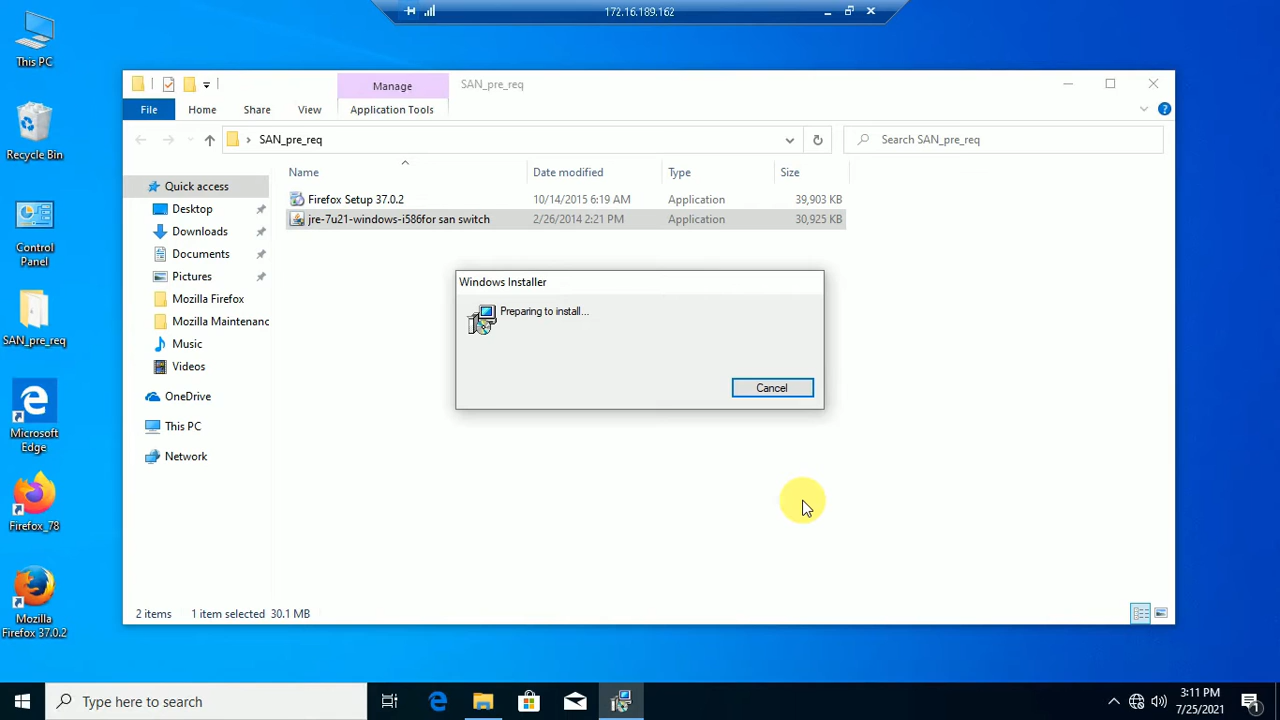 172.16.189.162
This PC
Recycle Bin
Control
Panel
SAN_pre_req
Microsoft
Edge
Firefox_78
Mozilla
Firefox 37.0.2
Manage
SAN_pre_req
File
Home
Share
View
Application Tools
SAN_pre_req
Search SAN_pre_req
Name
Date modified
Type
Size
Firefox Setup 37.0.2
10/14/2015 6:19 AM
Application
39,903 KB
jre-7u21-windows-i586for san switch
2/26/2014 2:21 PM
Application
30,925 KB
Quick access
Desktop
Downloads
Documents
Pictures
Mozilla Firefox
Mozilla Maintenanc
Music
Videos
OneDrive
This PC
Network
Windows Installer
Preparing to install...
Cancel
2 items
1 item selected 30.1 MB
Type here to search
3:11 PM
7/25/2021
1